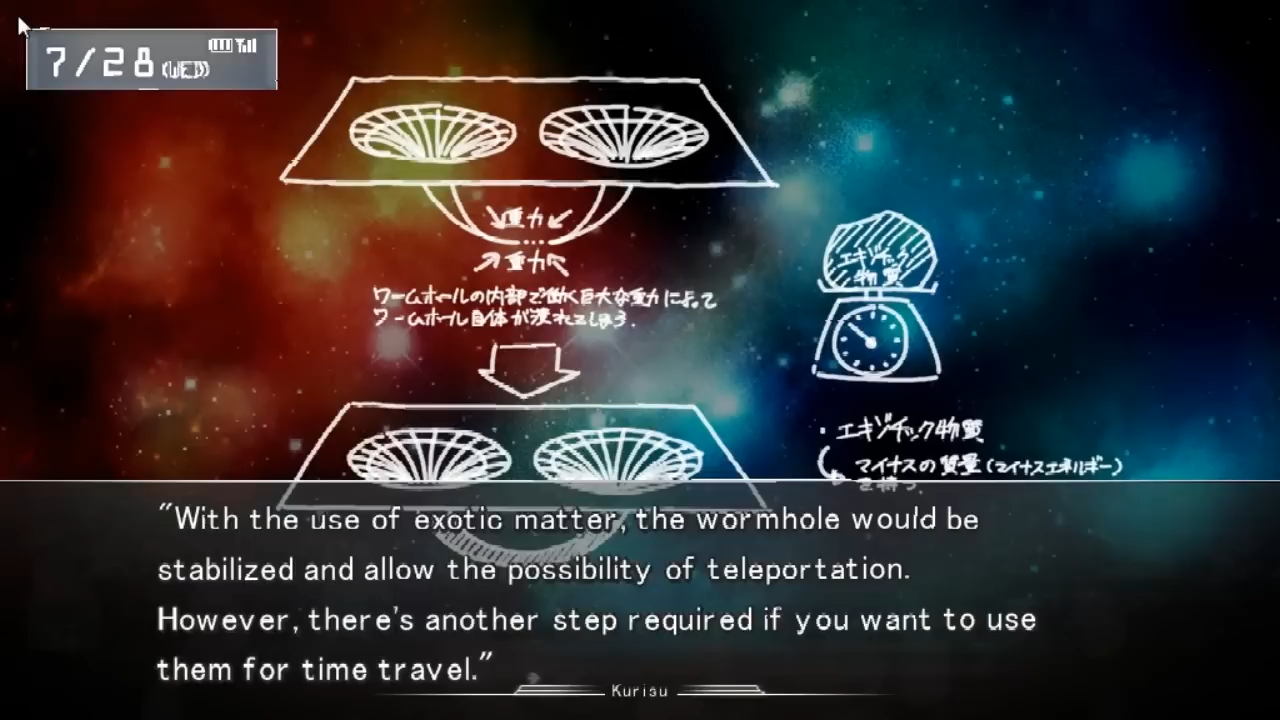 7/28(WED)
重力
重力
ワームホールの内部で働く巨大な重力によって
ワームホール自体が潰れてしまう.
エキゾチック
物質
・エキゾチック物質
マイナスの質量(マイナスエネルギー)
を持つ.
"With the use of exotic matter, the wormhole would be
stabilized and allow the possibility of teleportation.
However, there's another step required if you want to use
them for time travel."
Kurisu